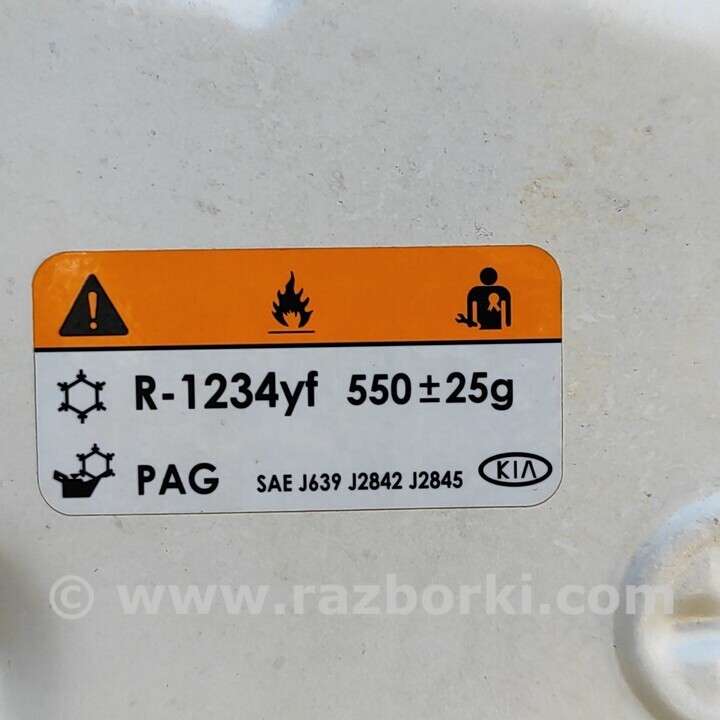 R-1234yf 550±25g
PAG SAE J639 J2842 J2845 KIA
© www.razborki.com